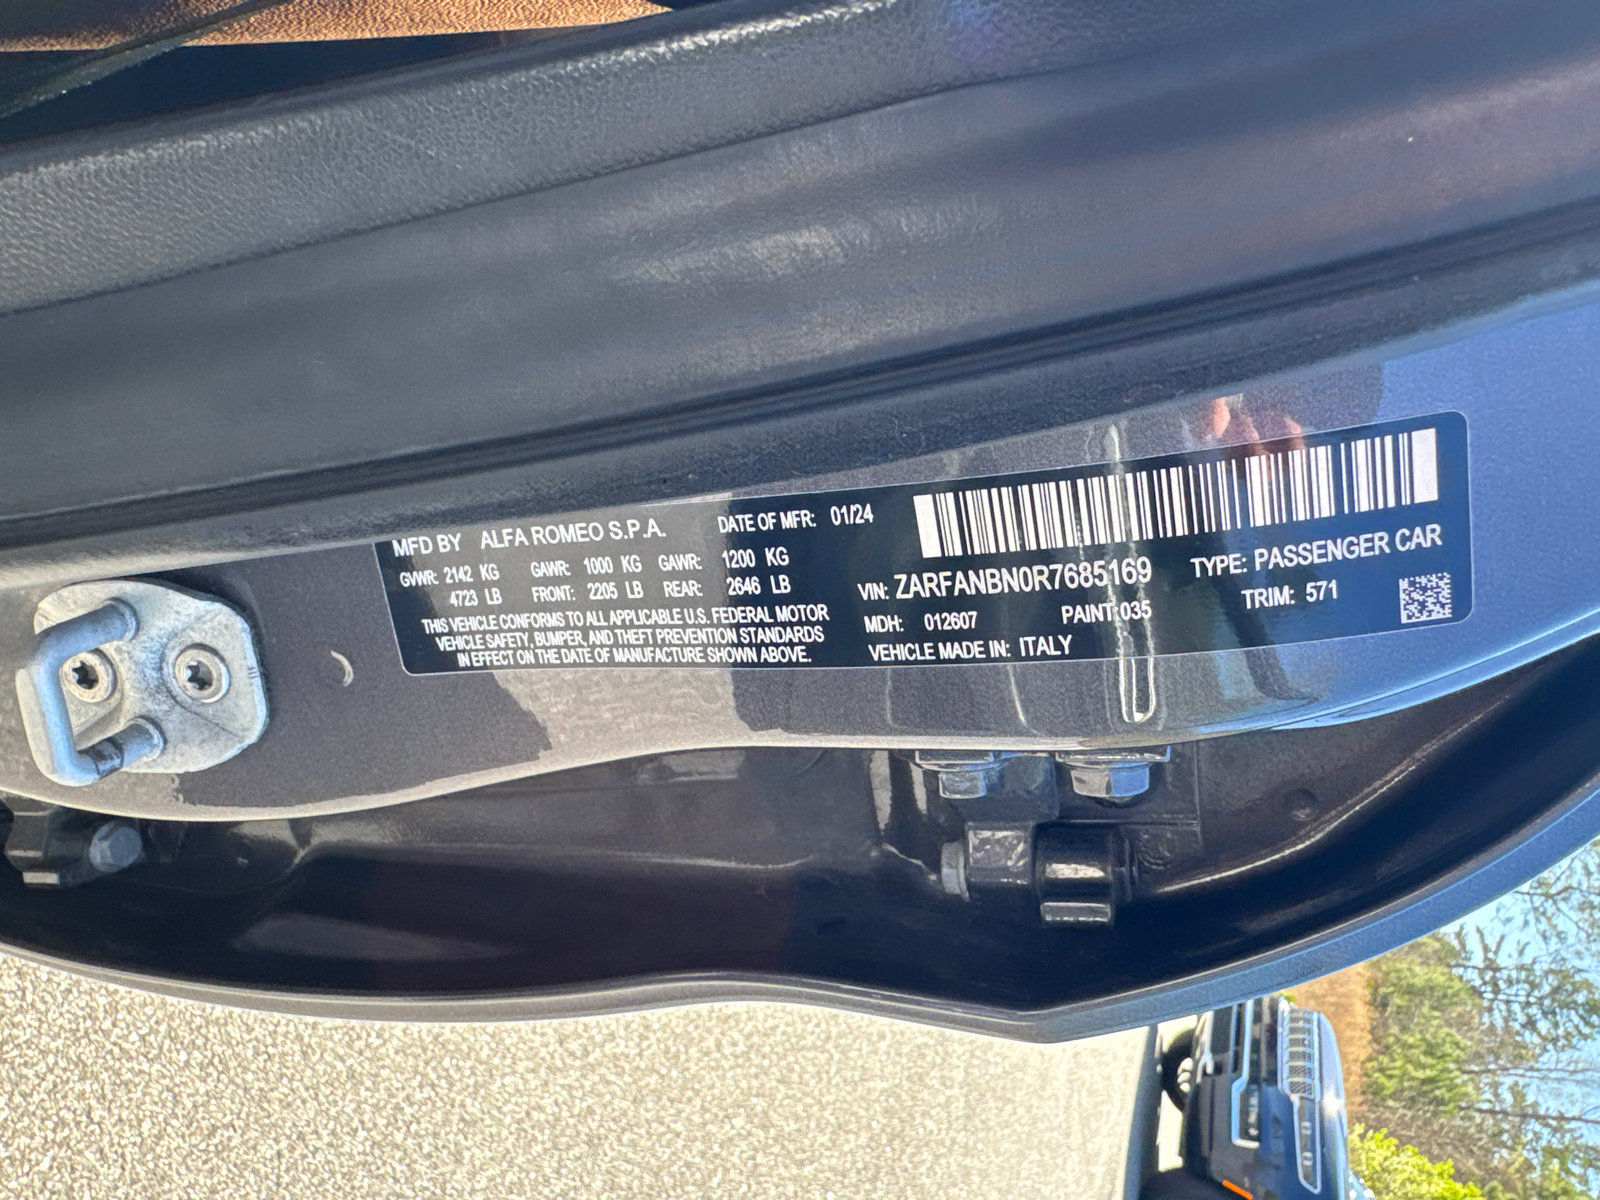 MFD BY ALFA ROMEO S.P.A. DATE OF MFR: 01/24
GVWR: 2142 KG GAWR: 1000 KG GAWR: 1200 KG
4723 LB FRONT: 2205 LB REAR: 2646 LB
THIS VEHICLE CONFORMS TO ALL APPLICABLE U.S. FEDERAL MOTOR
VEHICLE SAFETY, BUMPER, AND THEFT PREVENTION STANDARDS
IN EFFECT ON THE DATE OF MANUFACTURE SHOWN ABOVE.
VIN: ZARFANBN0R7685169 TYPE: PASSENGER CAR
MDH: 012607 PAINT:035 TRIM: 571
VEHICLE MADE IN: ITALY